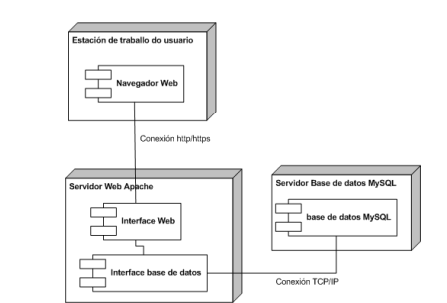 Estación de traballo do usuario
Navegador Web
Conexión http/https
Servidor Web Apache
Servidor Base de datos MySQL
Interface Web
base de datos MySQL
Interface base de datos
Conexión TCP/IP